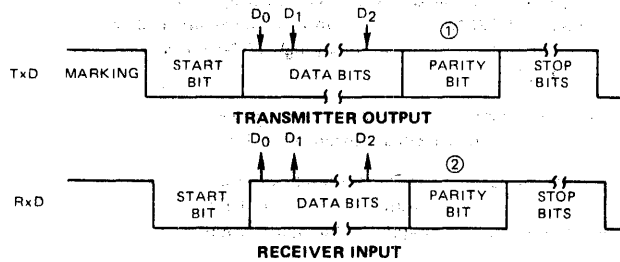 D0 D1 D2 ①
TxD MARKING START BIT DATA BITS PARITY BIT STOP BITS
TRANSMITTER OUTPUT
D0 D1 D2 ②
RxD START BIT DATA BITS PARITY BIT STOP BITS
RECEIVER INPUT